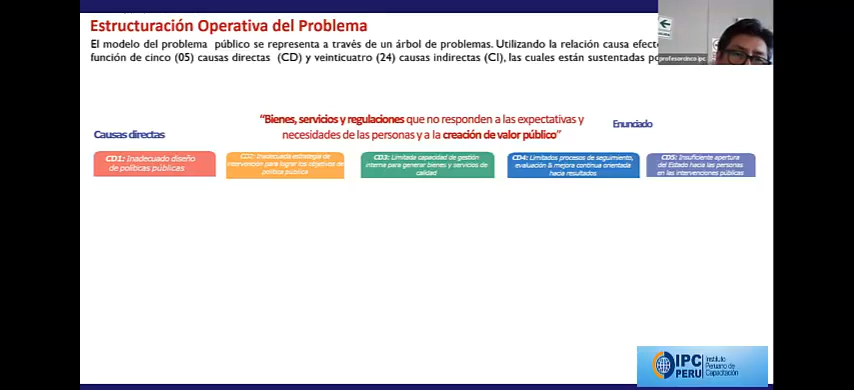 Estructuración Operativa del Problema
El modelo del problema público se representa a través de un árbol de problemas. Utilizando la relación causa efect
función de cinco (05) causas directas (CD) y veinticuatro (24) causas indirectas (CI), las cuales están sustentadas
profesorcinco ipc
“Bienes, servicios y regulaciones que no responden a las expectativas y
necesidades de las personas y a la creación de valor público”
Enunciado
Causas directas
CD1: Inadecuado diseño
de políticas públicas
CD2: Inadecuada estrategia de
intervención para lograr los objetivos de
política pública
CD3: Limitada capacidad de gestión
interna para generar bienes y servicios de
calidad
CD4: Limitados procesos de seguimiento,
evaluación & mejora continua orientada
hacia resultados
CD5: Insuficiente apertura
del Estado hacia las personas
en las intervenciones públicas
IPC
PERU
Instituto
Peruano de
Capacitación